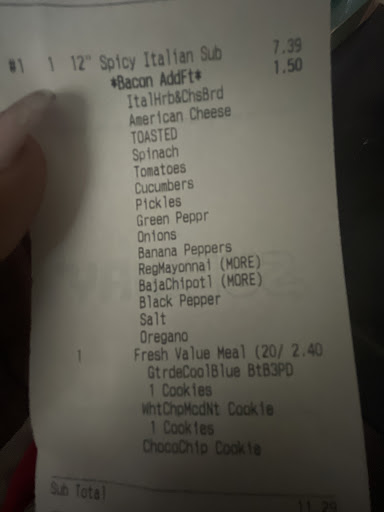 #1 1 12" Spicy Italian Sub 7.39
*Bacon AddFt* 1.50
ItalHrb&ChsBrd
American Cheese
TOASTED
Spinach
Tomatoes
Cucumbers
Pickles
Green Peppr
Onions
Banana Peppers
RegMayonnai (MORE)
BajaChipotl (MORE)
Black Pepper
Salt
Oregano
1 Fresh Value Meal (20/ 2.40
GtrdeCoolBlue BtB3PD
1 Cookies
WhtChpMcdNt Cookie
1 Cookies
ChocoChip Cookie
Sub Total 11.29